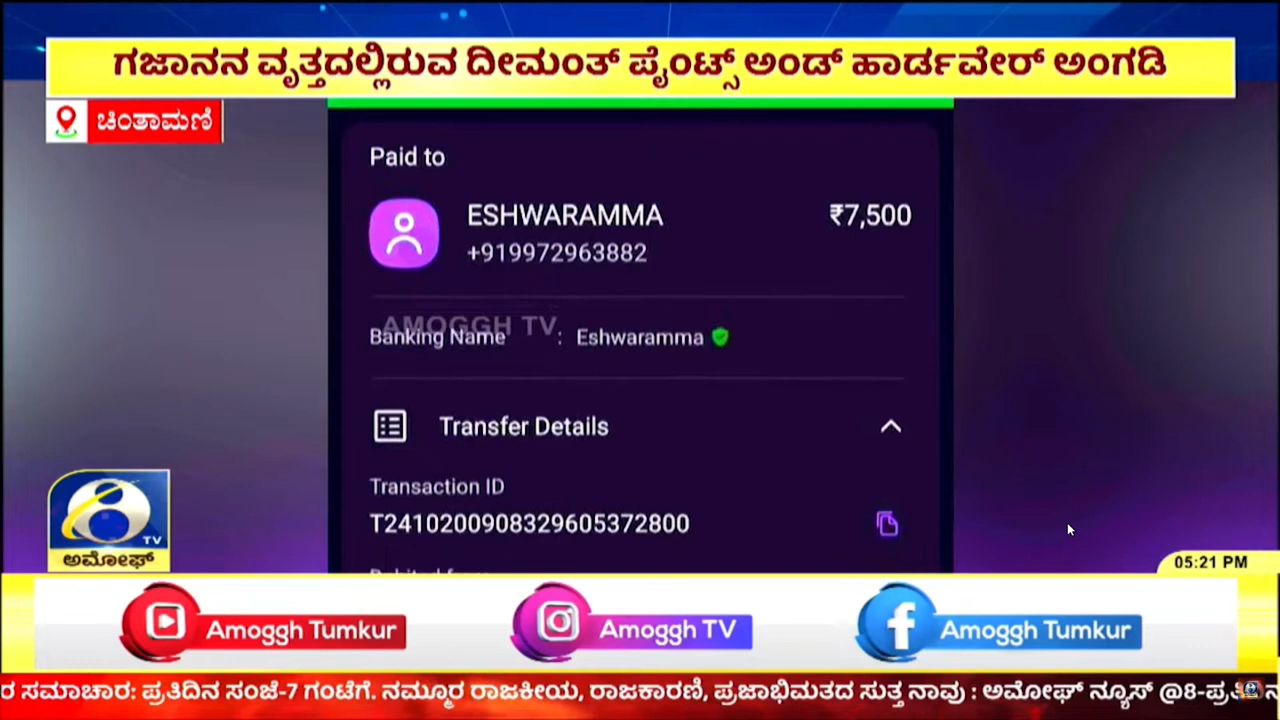 ಗಜಾನನ ವೃತ್ತದಲ್ಲಿರುವ ದೀಮಂತ್ ಪೈಂಟ್ಸ್ ಅಂಡ್ ಹಾರ್ಡವೇರ್ ಅಂಗಡಿ
ಚಿಂತಾಮಣಿ
Paid to
ESHWARAMMA ₹7,500
+919972963882
AMOGGH TV
Banking Name : Eshwaramma
Transfer Details
Transaction ID
T2410200908329605372800
TV
ಅಮೋಘ್
05:21 PM
Amoggh Tumkur
Amoggh TV
Amoggh Tumkur
ರ ಸಮಾಚಾರ: ಪ್ರತಿದಿನ ಸಂಜೆ-7 ಗಂಟೆಗೆ. ನಮ್ಮೂರ ರಾಜಕೀಯ, ರಾಜಕಾರಣಿ, ಪ್ರಜಾಭಿಮತದ ಸುತ್ತ ನಾವು : ಅಮೋಘ್ ನ್ಯೂಸ್ @8-ಪ್ರತಿ